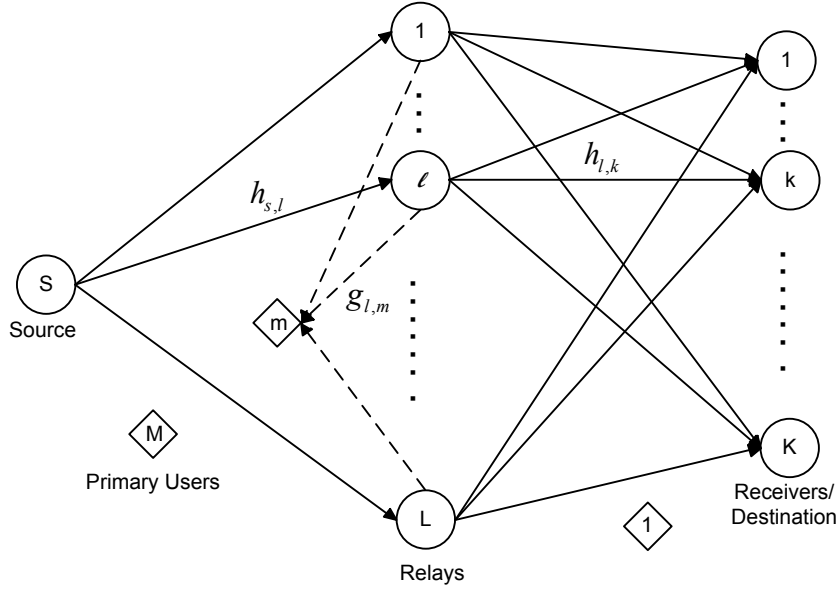 1
1
ℓ
h_{l,k}
k
h_{s,l}
S
Source
g_{l,m}
m
M
Primary Users
K
Receivers/
Destination
L
1
Relays